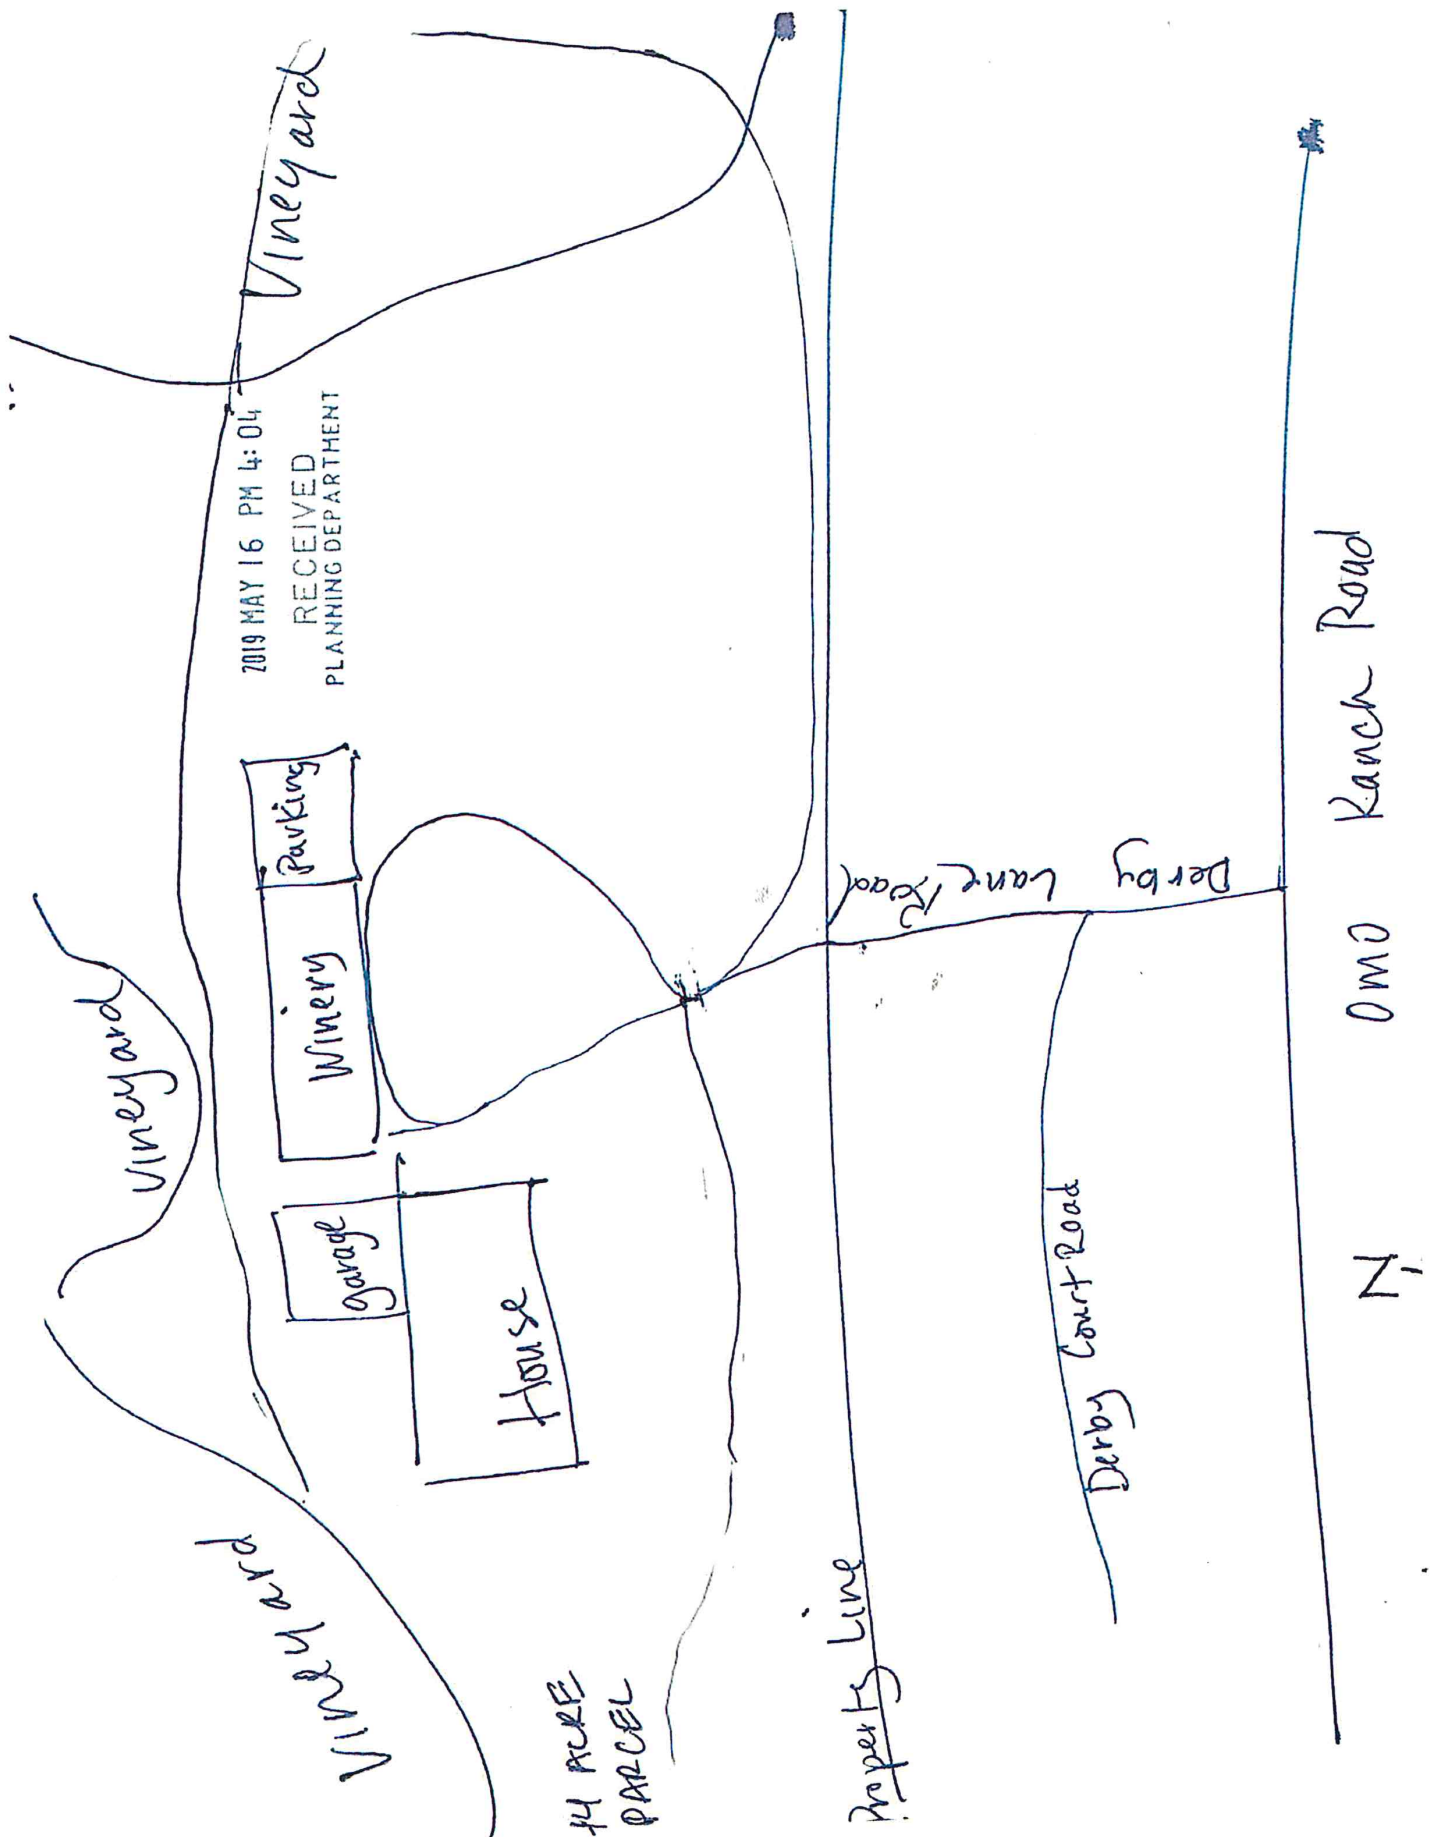 Vineyard
Vineyard
Vineyard
2019 MAY 16 PM 4:04
RECEIVED
PLANNING DEPARTMENT
garage
Winery
Parking
House
44 ACRE
PARCEL
Property Line
Derby Lane Road
Derby Court Road
Omo Ranch Road
N